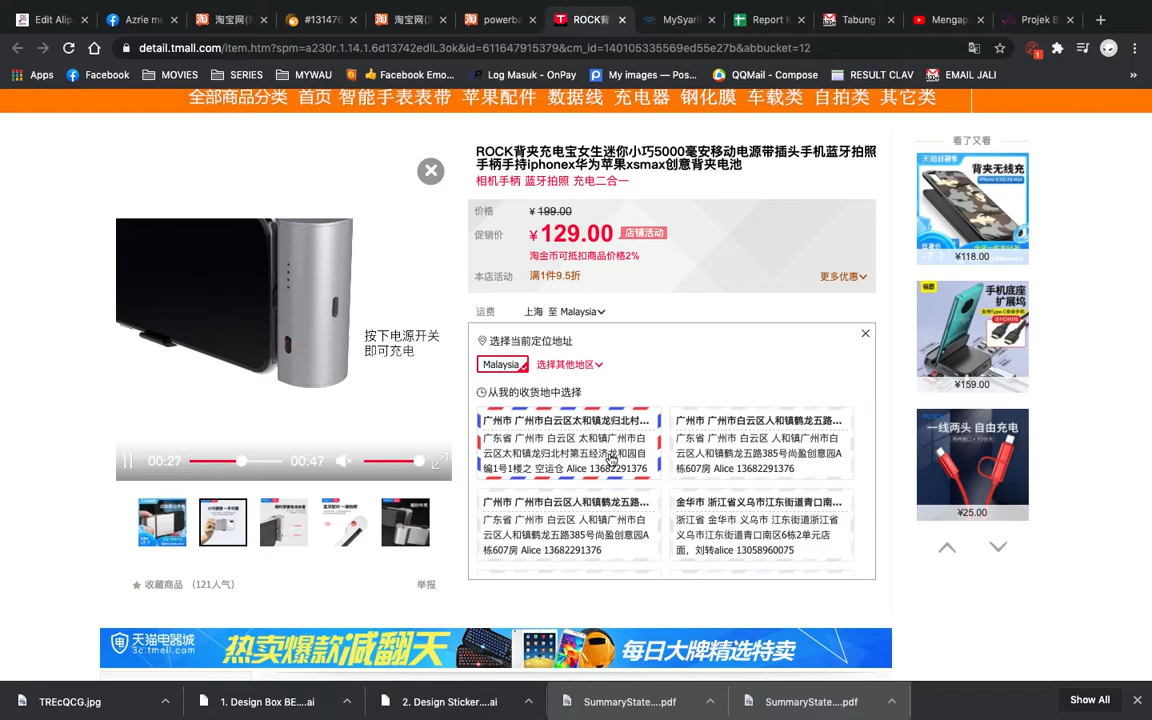 Edit Alip
Azrie me
淘宝网(
#131476
淘宝网(
powerba
ROCK背
MySyari
Report K
Tabung
Mengap
Projek B
detail.tmall.com/item.htm?spm=a230r.1.14.1.6d13742edIL3ok&id=611647915379&cm_id=140105335569ed55e27b&abbucket=12
Apps
Facebook
MOVIES
SERIES
MYWAU
Facebook Emo...
Log Masuk - OnPay
My images — Pos...
QQMail - Compose
RESULT CLAV
EMAIL JALI
»
全部商品分类 首页 智能手表表带 苹果配件 数据线 充电器 钢化膜 车载类 自拍类 其它类
ROCK背夹充电宝女生迷你小巧5000毫安移动电源带插头手机蓝牙拍照
手柄手持iphonex华为苹果xsmax创意背夹电池
相机手柄 蓝牙拍照 充电二合一
价格 ¥ 199.00
促销价 ¥ 129.00 店铺活动
淘金币可抵扣商品价格2%
本店活动 满1件9.5折 更多优惠
运费 上海 至 Malaysia
选择当前定位地址
Malaysia 选择其他地区
从我的收货地中选择
广州市 广州市白云区太和镇龙归北村...
广东省 广州市 白云区 太和镇广州市白
云区太和镇龙归北村第五经济龙和园自
编1号1楼之 空运仓 Alice 13682291376
广州市 广州市白云区人和镇鹤龙五路...
广东省 广州市 白云区 人和镇广州市白
云区人和镇鹤龙五路385号尚盈创意园A
栋607房 Alice 13682291376
广州市 广州市白云区人和镇鹤龙五路...
广东省 广州市 白云区 人和镇广州市白
云区人和镇鹤龙五路385号尚盈创意园A
栋607房 Alice 13682291376
金华市 浙江省义乌市江东街道青口南...
浙江省 金华市 义乌市 江东街道浙江省
义乌市江东街道青口南区6栋2单元店
面，刘转alice 13058960075
按下电源开关
即可充电
00:27
00:47
收藏商品 (121人气)
举报
看了又看
背夹无线充
¥118.00
手机底座
扩展坞
¥159.00
一线两头 自由充电
¥25.00
天猫电器城
3c.tmall.com
热卖爆款减翻天
每日大牌精选特卖
TREcQCG.jpg
1. Design Box BE....ai
2. Design Sticker....ai
SummaryState....pdf
SummaryState....pdf
Show All